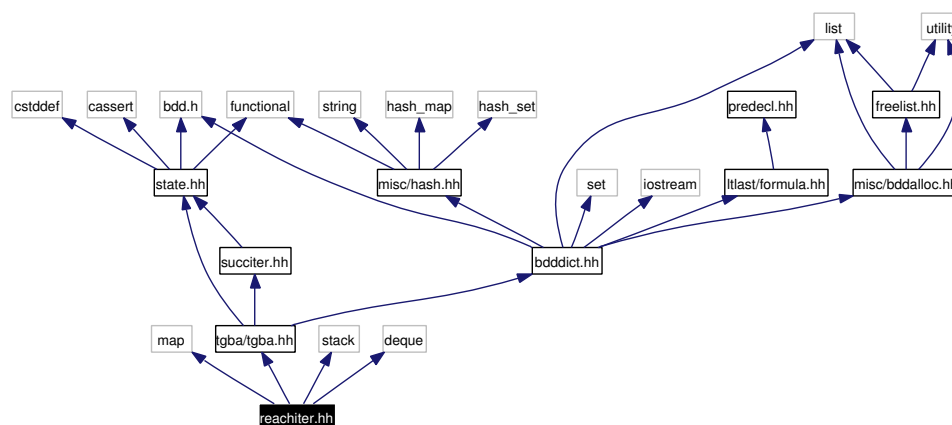 list
utility
cstddef
cassert
bdd.h
functional
string
hash_map
hash_set
predecl.hh
freelist.hh
state.hh
misc/hash.hh
set
iostream
ltlast/formula.hh
misc/bddalloc.hh
succiter.hh
bdddict.hh
map
tgba/tgba.hh
stack
deque
reachiter.hh